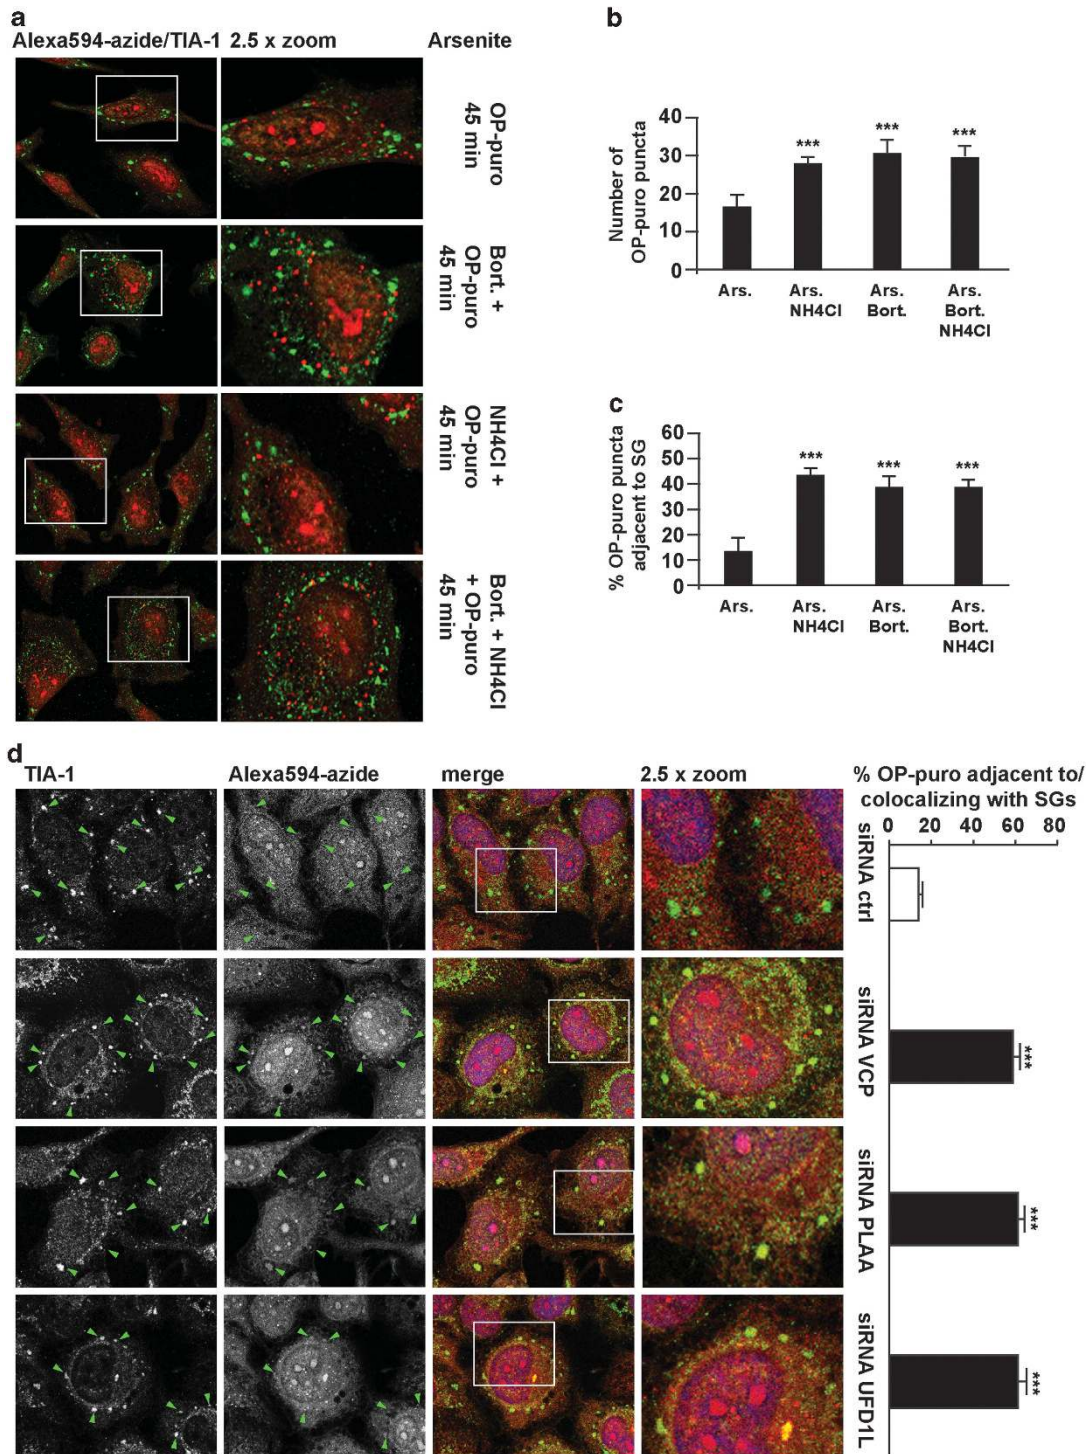 a
Alexa594-azide/TIA-1 2.5 x zoom Arsenite
OP-puro
45 min
Bort. +
OP-puro
45 min
NH4Cl +
OP-puro
45 min
Bort. + NH4Cl
+ OP-puro
45 min
b
Number of
OP-puro puncta
40
30
20
10
0
***
***
***
Ars.
Ars.
NH4Cl
Ars.
Bort.
Ars.
Bort.
NH4Cl
c
% OP-puro puncta
adjacent to SG
60
50
40
30
20
10
0
***
***
***
Ars.
Ars.
NH4Cl
Ars.
Bort.
Ars.
Bort.
NH4Cl
d
TIA-1 Alexa594-azide merge 2.5 x zoom
% OP-puro adjacent to/
colocalizing with SGs
0 20 40 60 80
siRNA ctrl
siRNA VCP
***
siRNA PLAA
***
siRNA UFD1L
***